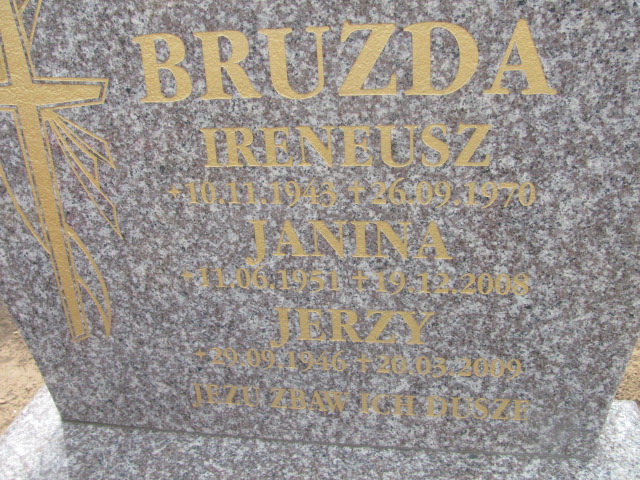 BRUZDA
IRENEUSZ
*10.11.1943 †26.09.1970
JANINA
*11.06.1951 †19.12.2008
JERZY
*29.09.1946 †20.03.2009
JEZU ZBAW ICH DUSZE